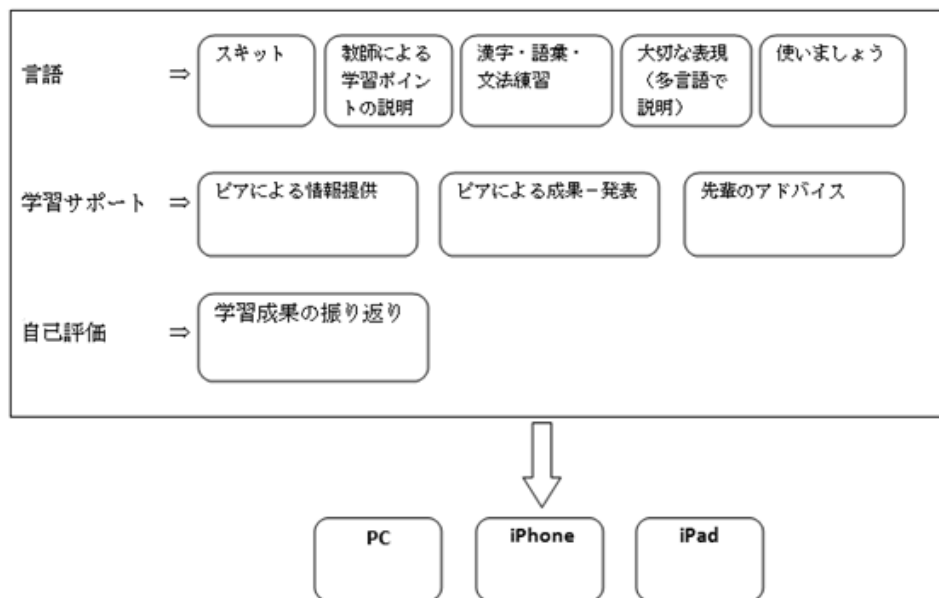 言語 ⇒
スキット
教師による
学習ポイン
トの説明
漢字・語彙・
文法練習
大切な表現
（多言語で
説明）
使いましょう
学習サポート ⇒
ピアによる情報提供
ピアによる成果－発表
先輩のアドバイス
自己評価 ⇒
学習成果の振り返り
PC
iPhone
iPad